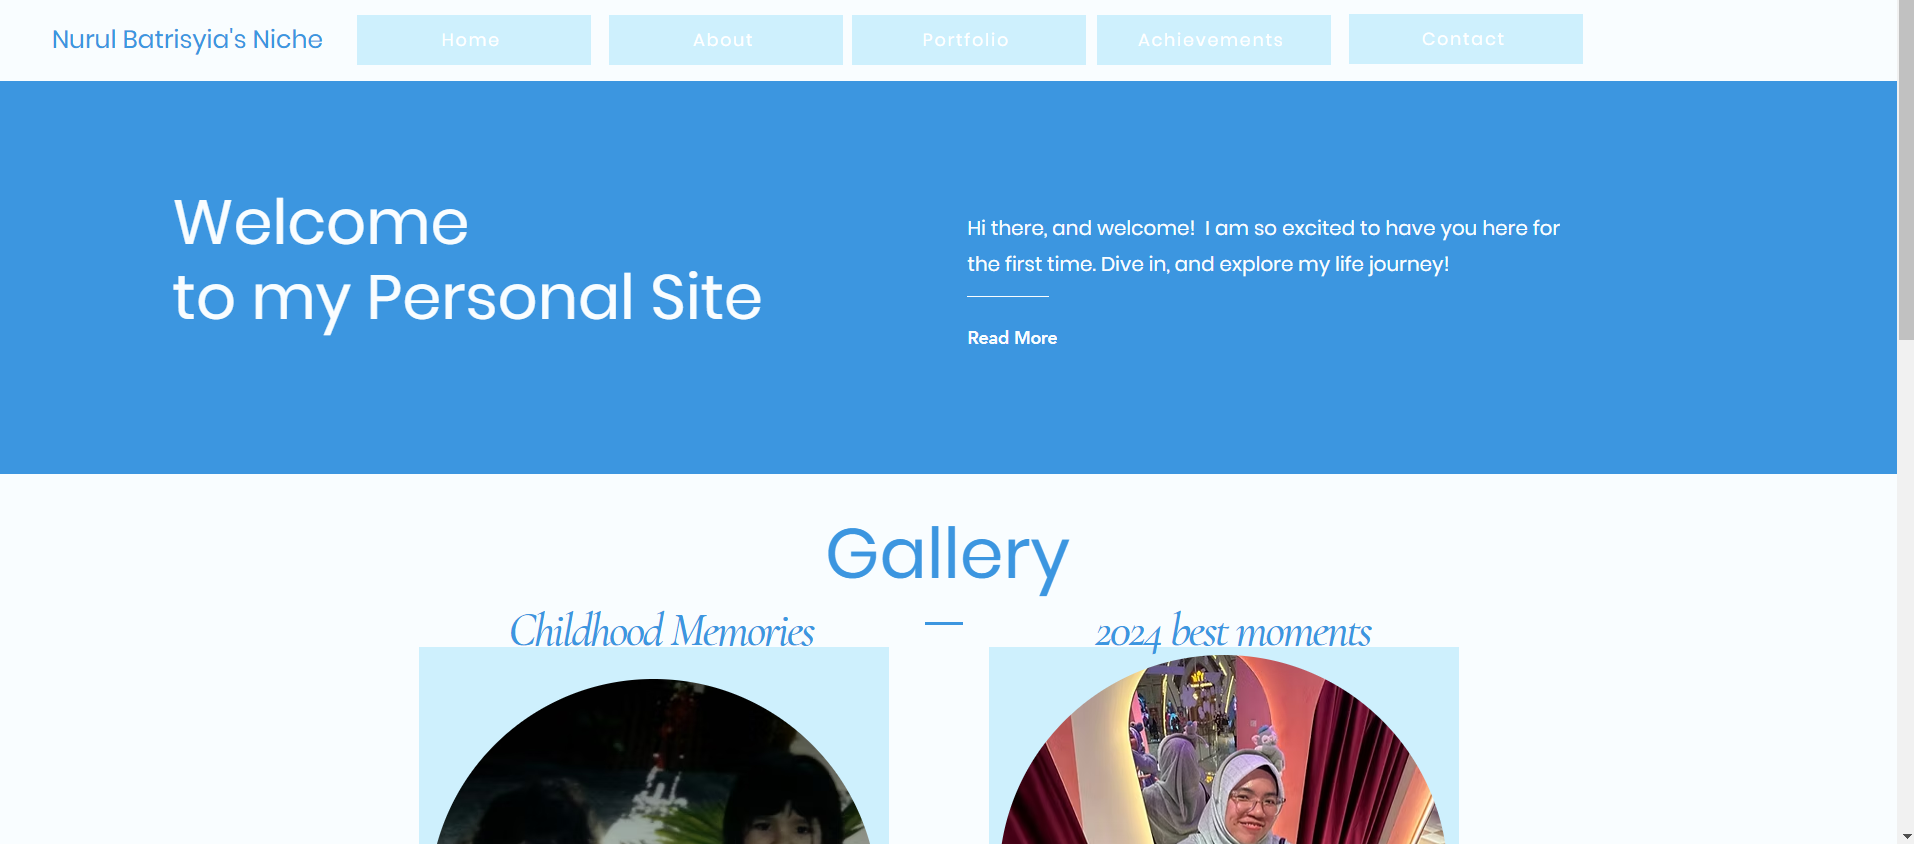 Nurul Batrisyia's Niche
Home
About
Portfolio
Achievements
Contact
Welcome
to my Personal Site
Hi there, and welcome!  I am so excited to have you here for
the first time. Dive in, and explore my life journey!
Read More
Gallery
Childhood Memories
2024 best moments